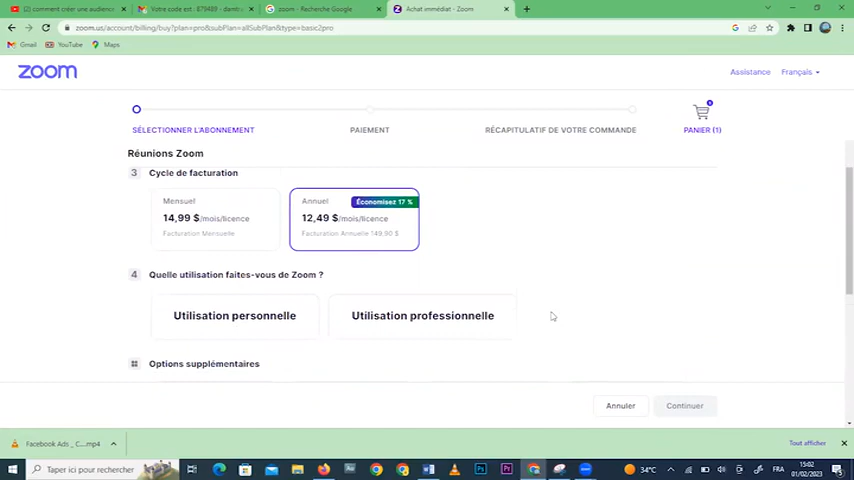 (2) comment créer une audience
Votre code est : 879489 - damtra
zoom - Recherche Google
Achat immédiat - Zoom
zoom.us/account/billing/buy?plan=pro&subPlan=allSubPlan&type=basic2pro
Gmail
YouTube
Maps
zoom
Assistance
Français
1
SÉLECTIONNER L'ABONNEMENT
PAIEMENT
RÉCAPITULATIF DE VOTRE COMMANDE
PANIER (1)
Réunions Zoom
3 Cycle de facturation
Mensuel
14,99 $/mois/licence
Facturation Mensuelle
Annuel
Économisez 17 %
12,49 $/mois/licence
Facturation Annuelle 149,90 $
4 Quelle utilisation faites-vous de Zoom ?
Utilisation personnelle
Utilisation professionnelle
Options supplémentaires
Annuler
Continuer
Facebook Ads _ C....mp4
Tout afficher
Taper ici pour rechercher
34°C
FRA
15:02
01/02/2023